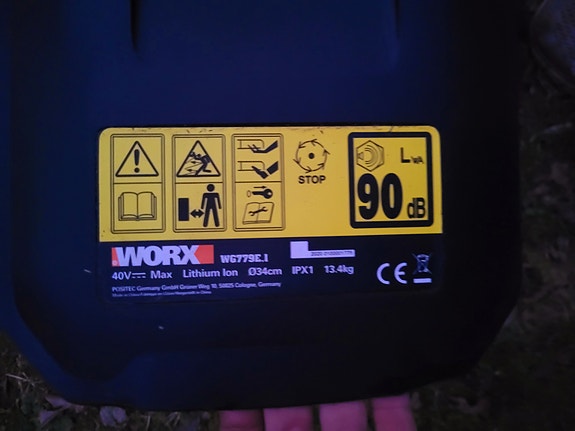 STOP
LWA
90 dB
WORX WG779E.1
40V Max Lithium Ion Ø34cm IPX1 13.4kg
CE
POSITEC Germany GmbH Grüner Weg 10, 50825 Cologne, Germany